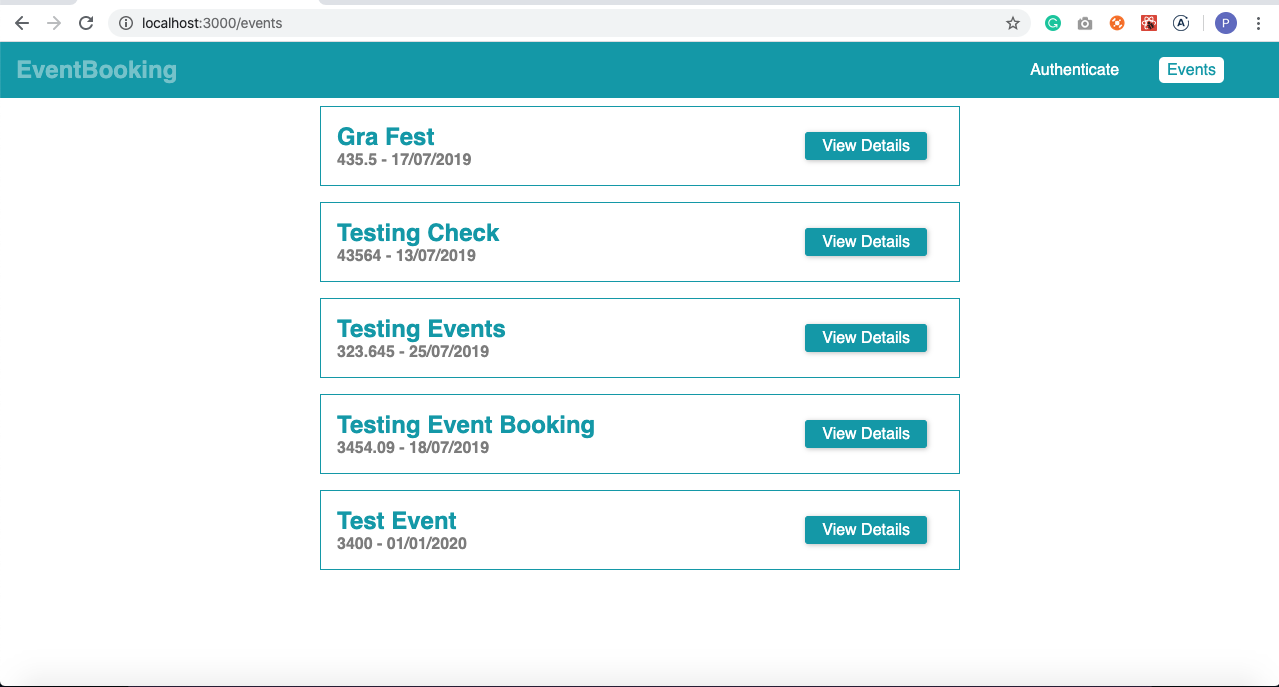 localhost:3000/events
P
EventBooking
Authenticate
Events
Gra Fest
435.5 - 17/07/2019
View Details
Testing Check
43564 - 13/07/2019
View Details
Testing Events
323.645 - 25/07/2019
View Details
Testing Event Booking
3454.09 - 18/07/2019
View Details
Test Event
3400 - 01/01/2020
View Details